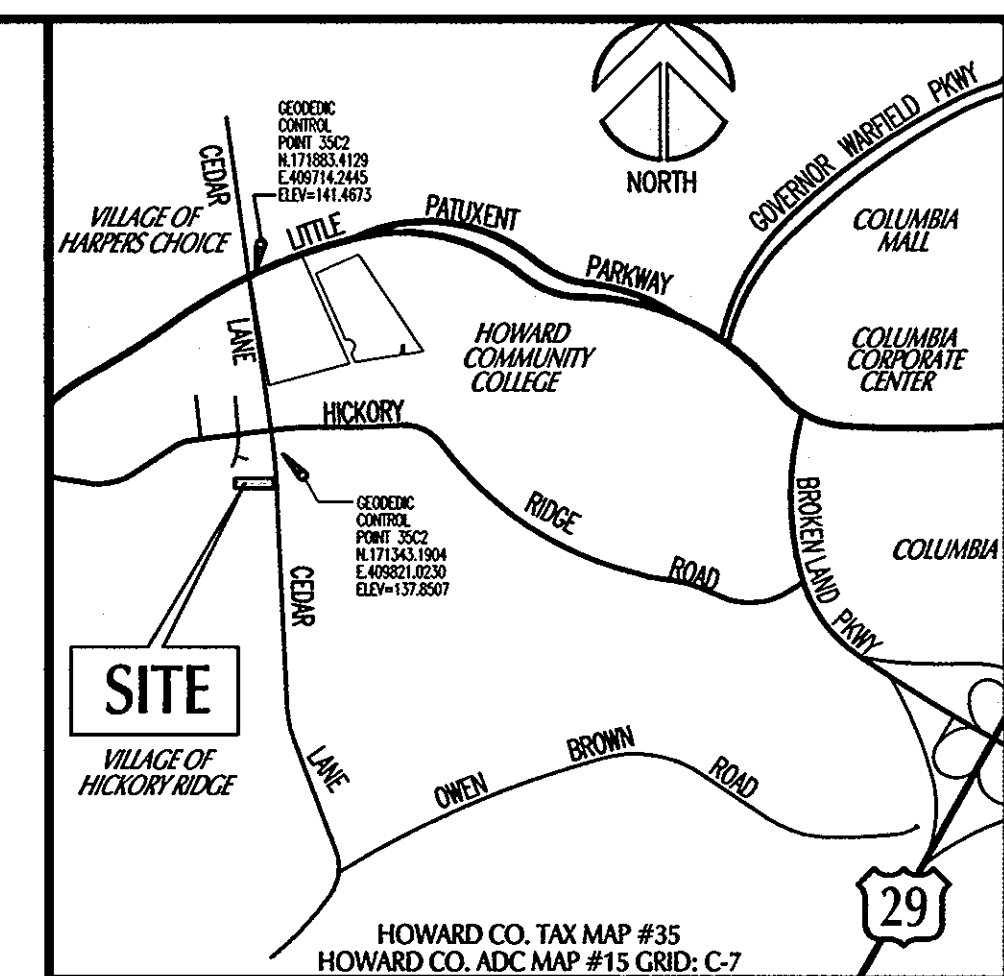 GEODEDIC
CONTROL
POINT 35C2
N.171883.4129
E.409714.2445
ELEV=141.4673
NORTH
GOVERNOR WARFIELD PKWY
CEDAR
VILLAGE OF
HARPERS CHOICE
LITTLE
PATUXENT
PARKWAY
COLUMBIA
MALL
LANE
HOWARD
COMMUNITY
COLLEGE
COLUMBIA
CORPORATE
CENTER
HICKORY
RIDGE
ROAD
GEODEDIC
CONTROL
POINT 35C2
N.171343.1904
E.409821.0230
ELEV=137.8507
BROKEN LAND PKWY
COLUMBIA
CEDAR
SITE
VILLAGE OF
HICKORY RIDGE
LANE
OWEN
BROWN
ROAD
29
HOWARD CO. TAX MAP #35
HOWARD CO. ADC MAP #15 GRID: C-7